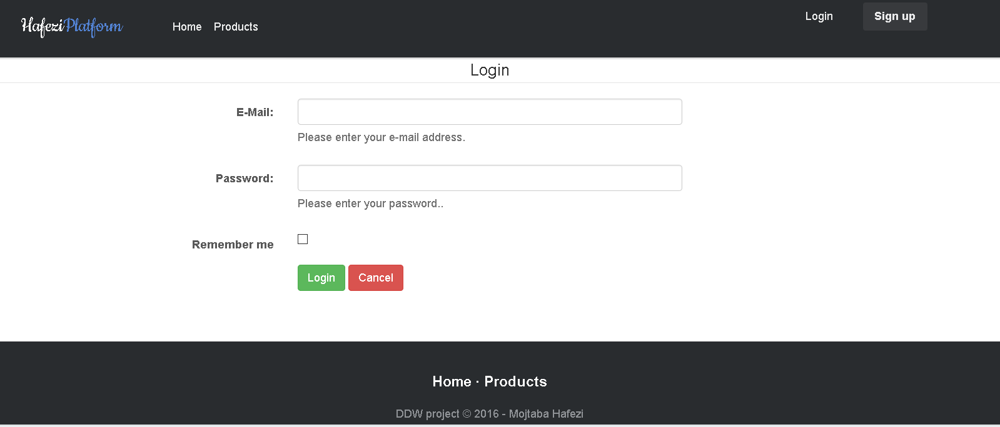 HafeziPlatform Home Products Login Sign up
Login
E-Mail:
Please enter your e-mail address.
Password:
Please enter your password..
Remember me
Login Cancel
Home · Products
DDW project © 2016 - Mojtaba Hafezi